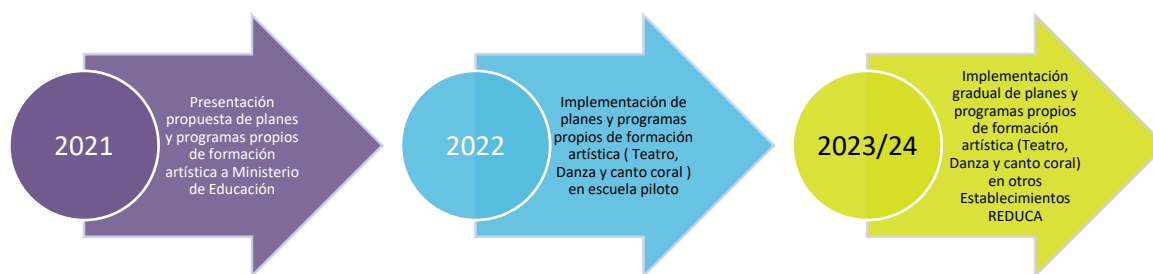 2021
Presentación
propuesta de planes
y programas propios
de formación
artística a Ministerio
de Educación
2022
Implementación de
planes y programas
propios de formación
artística ( Teatro,
Danza y canto coral )
en escuela piloto
2023/24
Implementación
gradual de planes y
programas propios
de formación
artística (Teatro,
Danza y canto coral)
en otros
Establecimientos
REDUCA